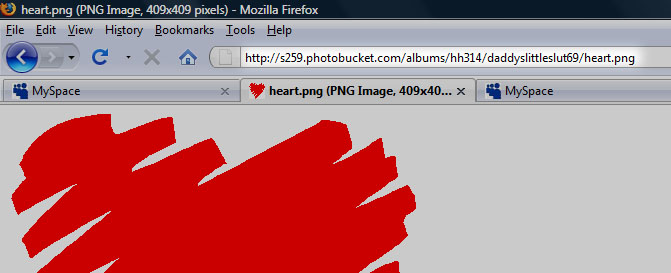 heart.png (PNG Image, 409x409 pixels) - Mozilla Firefox
File Edit View History Bookmarks Tools Help
http://s259.photobucket.com/albums/hh314/daddyslittleslut69/heart.png
MySpace heart.png (PNG Image, 409x40... MySpace